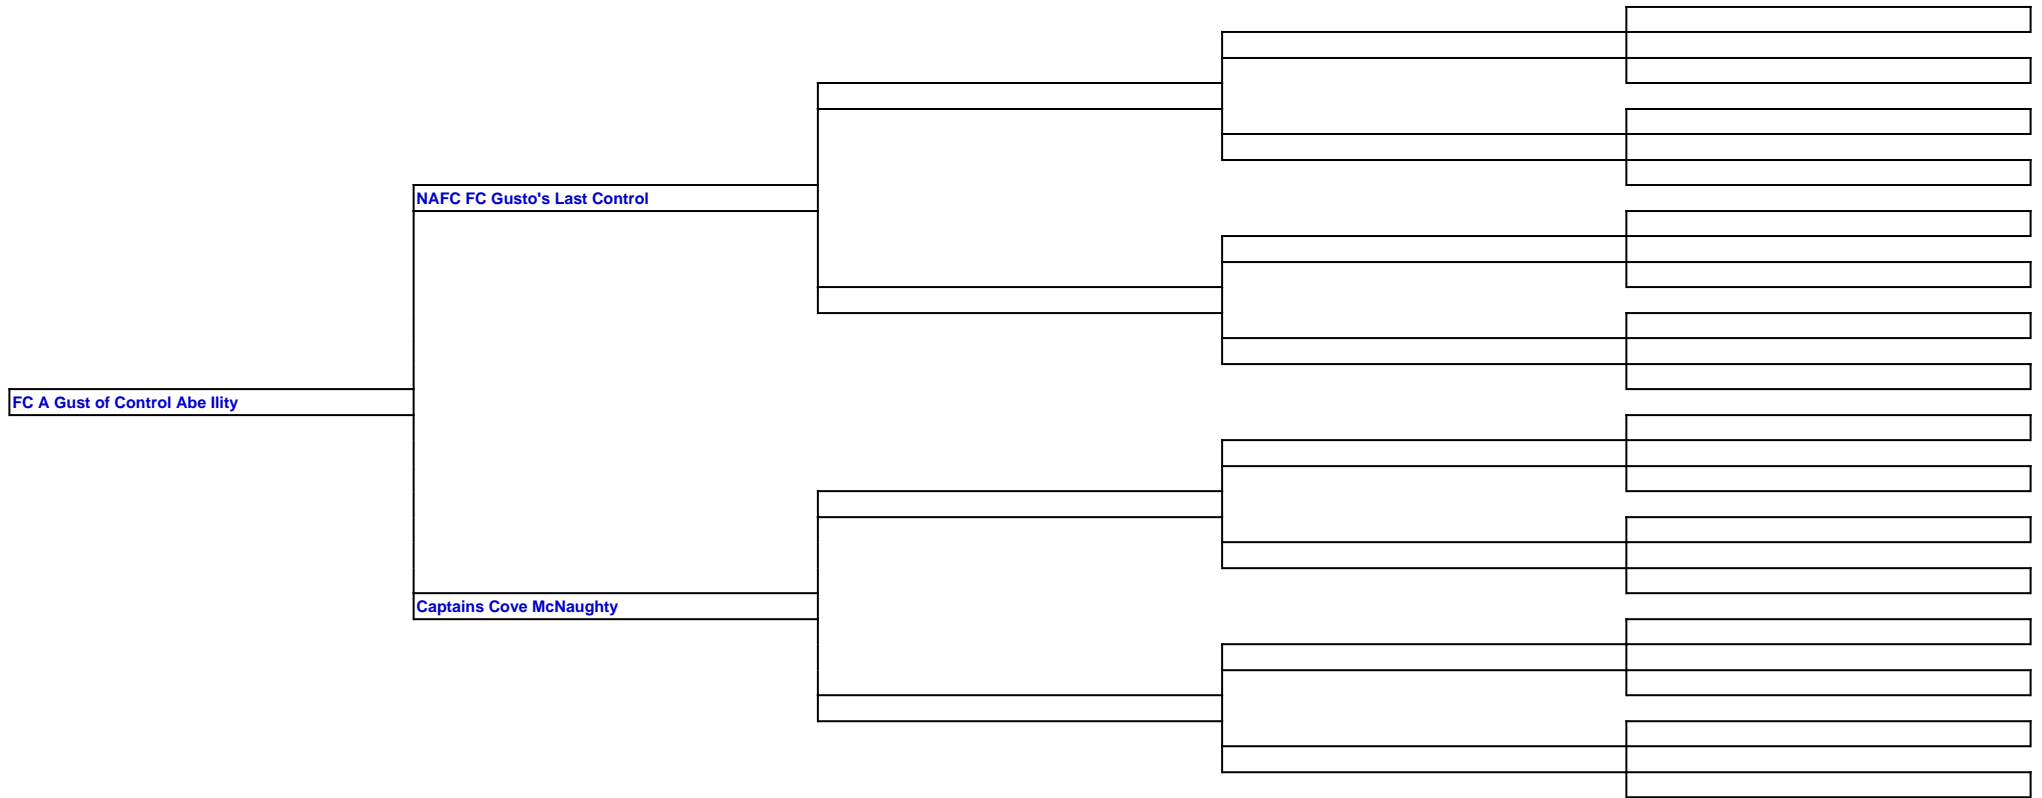 NAFC FC Gusto's Last Control
FC A Gust of Control Abe Ility
Captains Cove McNaughty